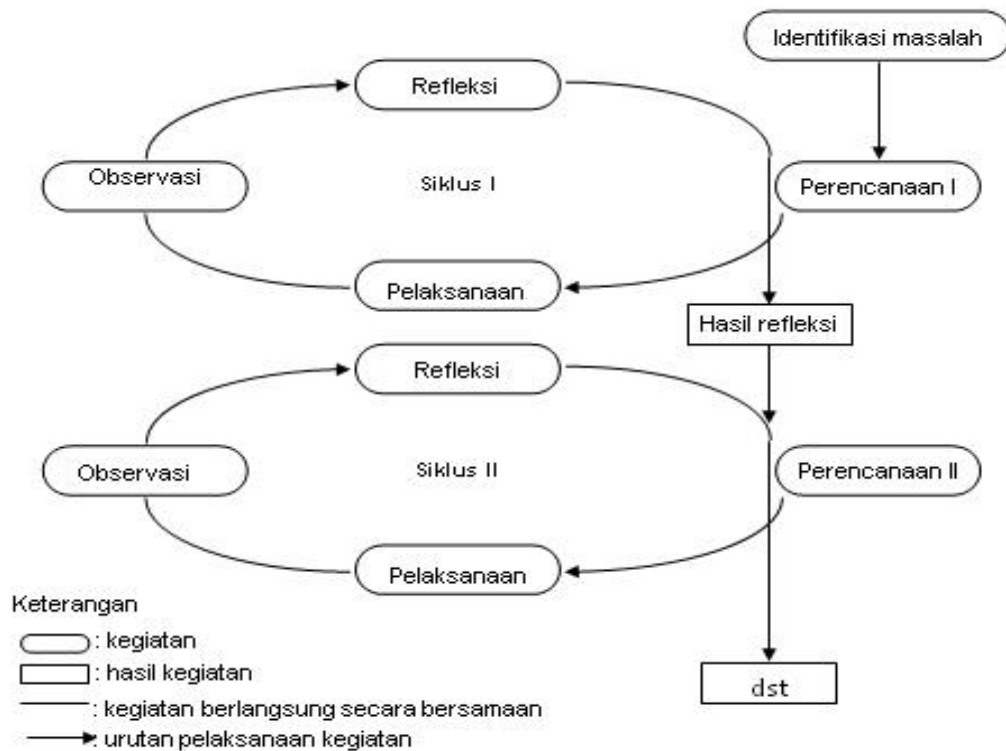 Identifikasi masalah
Refleksi
Observasi
Siklus I
Perencanaan I
Pelaksanaan
Hasil refleksi
Refleksi
Observasi
Siklus II
Perencanaan II
Pelaksanaan
Keterangan
: kegiatan
: hasil kegiatan
: kegiatan berlangsung secara bersamaan
: urutan pelaksanaan kegiatan
dst